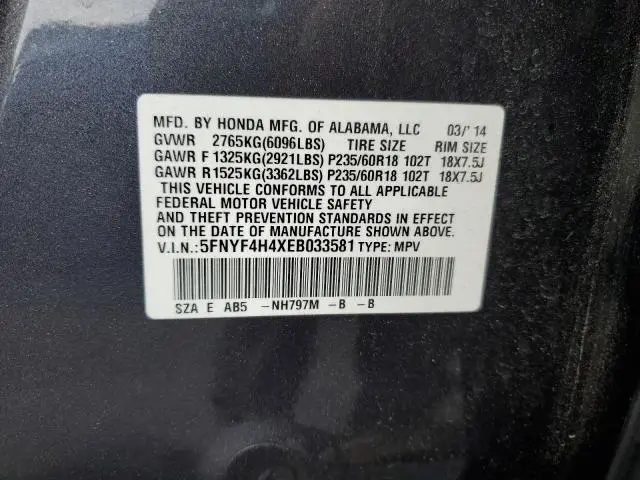 MFD. BY HONDA MFG. OF ALABAMA, LLC 03/'14
GVWR 2765KG(6096LBS) TIRE SIZE RIM SIZE
GAWR F 1325KG(2921LBS) P235/60R18 102T 18X7.5J
GAWR R1525KG(3362LBS) P235/60R18 102T 18X7.5J
THIS VEHICLE CONFORMS TO ALL APPLICABLE
FEDERAL MOTOR VEHICLE SAFETY
AND THEFT PREVENTION STANDARDS IN EFFECT
ON THE DATE OF MANUFACTURE SHOWN ABOVE.
V.I.N.:5FNYF4H4XEB033581 TYPE: MPV
SZA E AB5 -NH797M -B -B